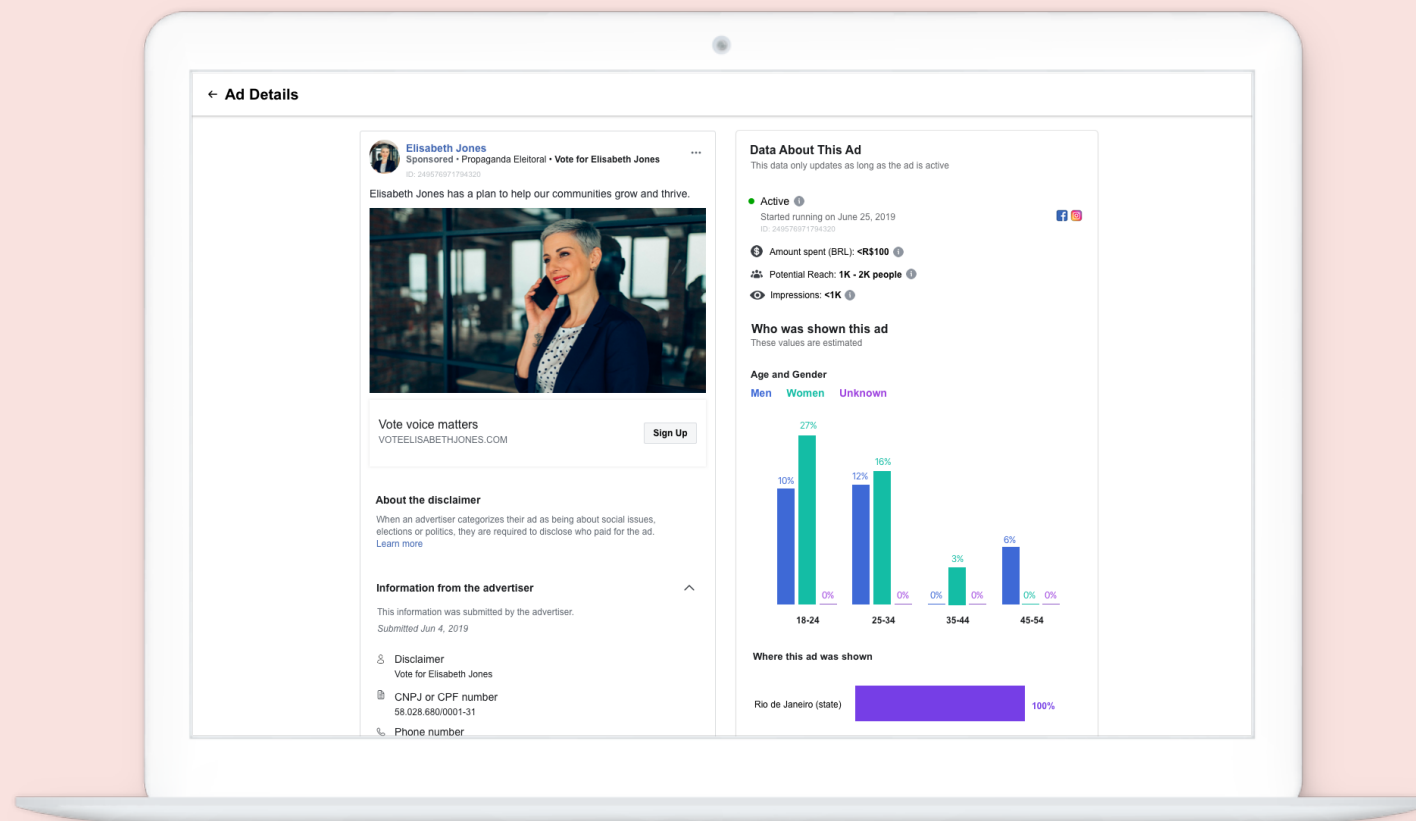 ← Ad Details
Elisabeth Jones
Sponsored • Propaganda Eleitoral • Vote for Elisabeth Jones
ID: 249576971794320
Elisabeth Jones has a plan to help our communities grow and thrive.
Vote voice matters
VOTEELISABETHJONES.COM
Sign Up
About the disclaimer
When an advertiser categorizes their ad as being about social issues,
elections or politics, they are required to disclose who paid for the ad.
Learn more
Information from the advertiser
This information was submitted by the advertiser.
Submitted Jun 4, 2019
Disclaimer
Vote for Elisabeth Jones
CNPJ or CPF number
58.028.680/0001-31
Phone number
Data About This Ad
This data only updates as long as the ad is active
Active
Started running on June 25, 2019
ID: 249576971794320
Amount spent (BRL): <R$100
Potential Reach: 1K - 2K people
Impressions: <1K
Who was shown this ad
These values are estimated
Age and Gender
Men Women Unknown
10% 27% 0% 12% 16% 0% 0% 3% 0% 6% 0% 0%
18-24 25-34 35-44 45-54
Where this ad was shown
Rio de Janeiro (state) 100%